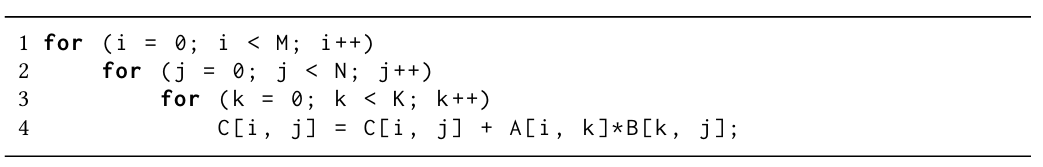 1 for (i = 0; i < M; i++)
2     for (j = 0; j < N; j++)
3         for (k = 0; k < K; k++)
4             C[i, j] = C[i, j] + A[i, k]*B[k, j];